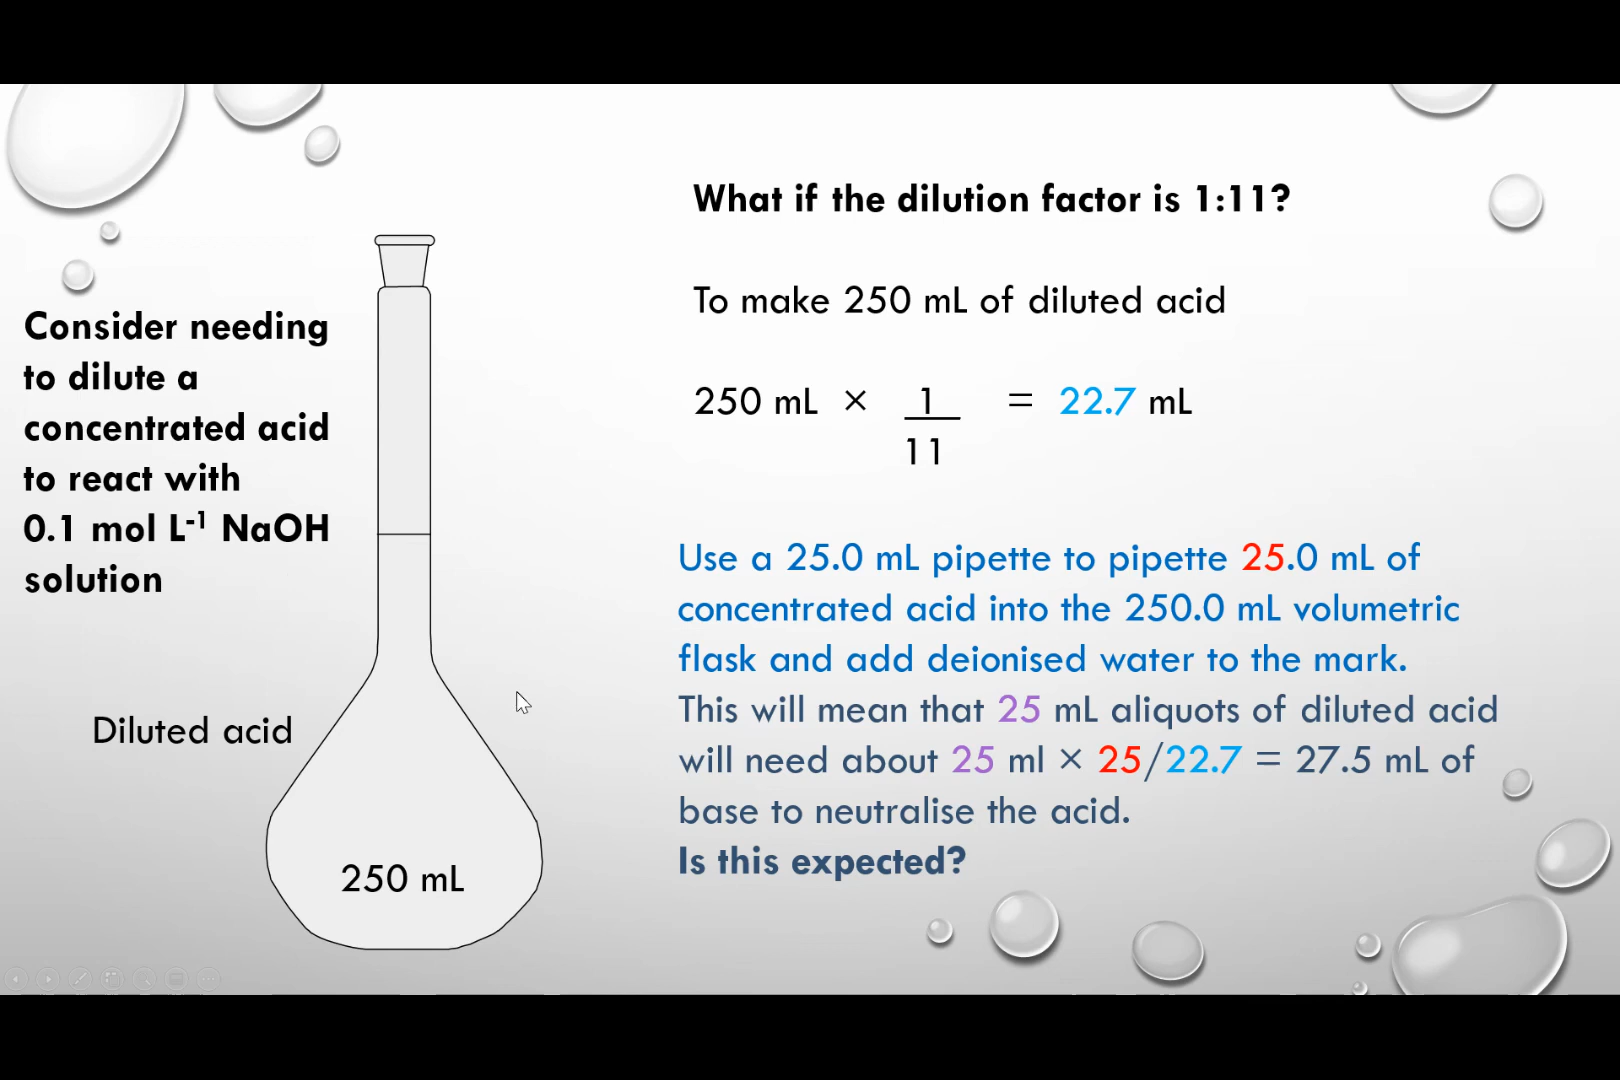 What if the dilution factor is 1:11?
To make 250 mL of diluted acid
250 mL × 1 = 22.7 mL
11
Consider needing
to dilute a
concentrated acid
to react with
0.1 mol L⁻¹ NaOH
solution
Diluted acid
250 mL
Use a 25.0 mL pipette to pipette 25.0 mL of
concentrated acid into the 250.0 mL volumetric
flask and add deionised water to the mark.
This will mean that 25 mL aliquots of diluted acid
will need about 25 ml × 25/22.7 = 27.5 mL of
base to neutralise the acid.
Is this expected?